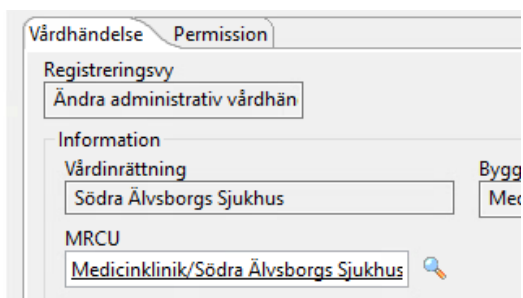 Vårdhändelse Permission
Registreringsvy
Ändra administrativ vårdhän
Information
Vårdinrättning Bygg
Södra Älvsborgs Sjukhus Med
MRCU
Medicinklinik/Södra Älvsborgs Sjukhus